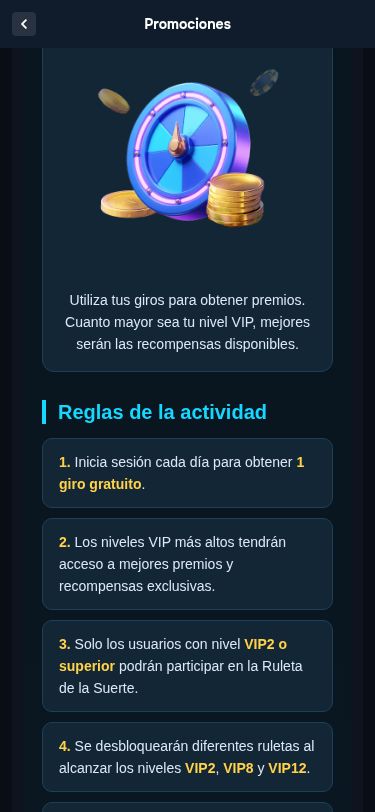 Promociones
Utiliza tus giros para obtener premios.
Cuanto mayor sea tu nivel VIP, mejores
serán las recompensas disponibles.
Reglas de la actividad
1. Inicia sesión cada día para obtener 1
giro gratuito.
2. Los niveles VIP más altos tendrán
acceso a mejores premios y
recompensas exclusivas.
3. Solo los usuarios con nivel VIP2 o
superior podrán participar en la Ruleta
de la Suerte.
4. Se desbloquearán diferentes ruletas al
alcanzar los niveles VIP2, VIP8 y VIP12.